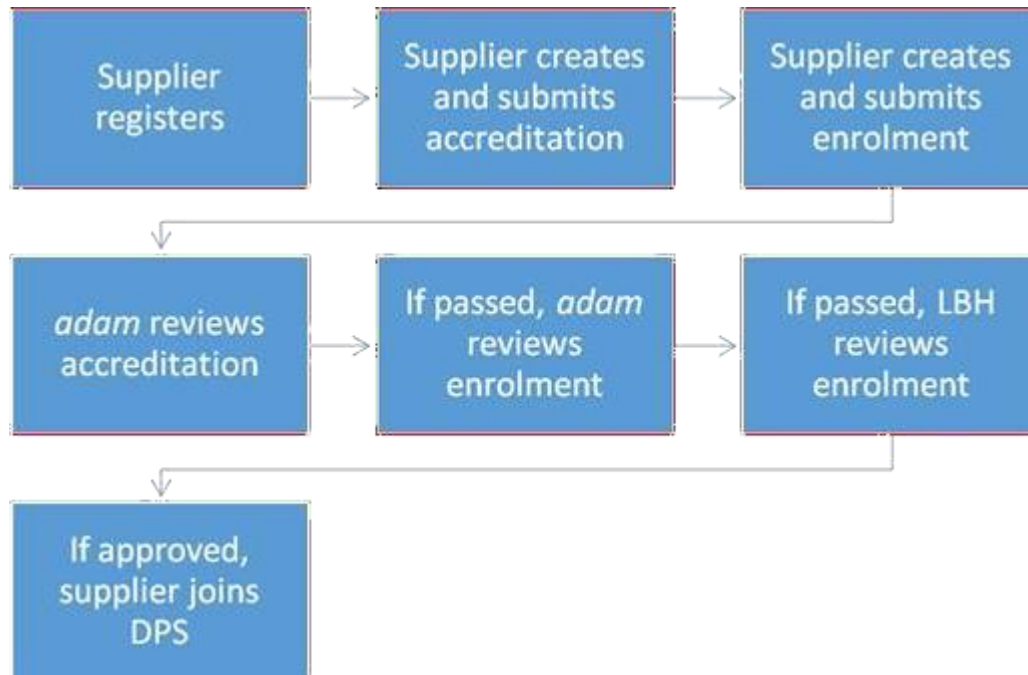 Supplier
registers
Supplier creates
and submits
accreditation
Supplier creates
and submits
enrolment
adam reviews
accreditation
If passed, adam
reviews
enrolment
If passed, LBH
reviews
enrolment
If approved,
supplier joins
DPS